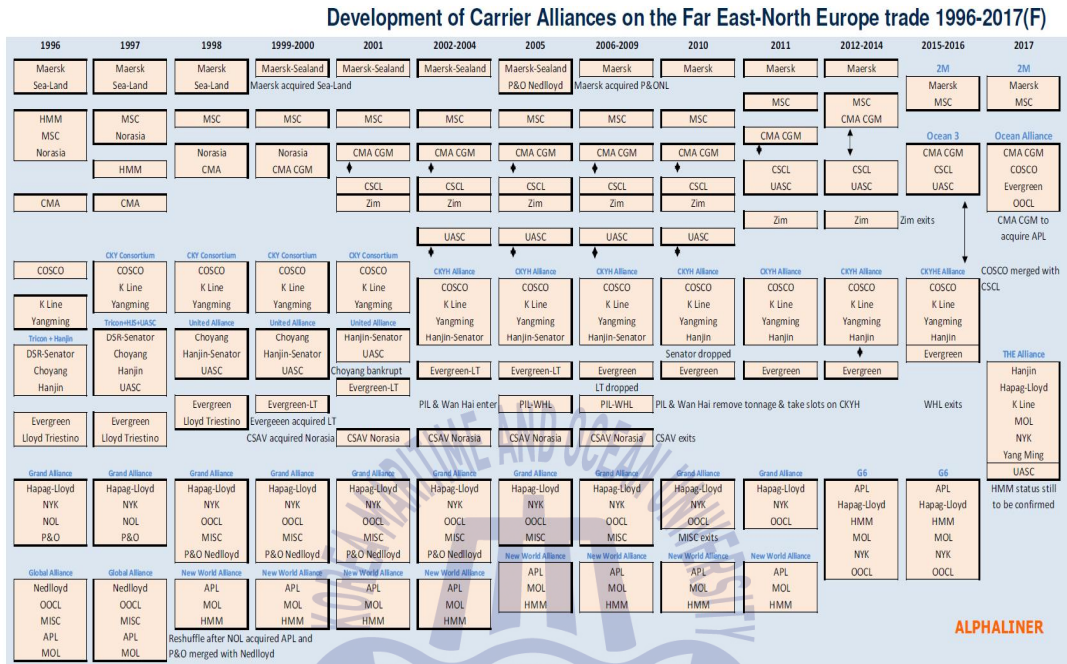 Development of Carrier Alliances on the Far East-North Europe trade 1996-2017(F)
1996
Maersk
Sea-Land
HMM
MSC
Norasia
CMA
COSCO
K Line
Yangming
Tricon + Hanjin
DSR-Senator
Choyang
Hanjin
Evergreen
Lloyd Triestino
Grand Alliance
Hapag-Lloyd
NYK
NOL
P&O
Global Alliance
Nedlloyd
OOCL
MISC
APL
MOL
1997
Maersk
Sea-Land
MSC
Norasia
HMM
CMA
CKY Consortium
COSCO
K Line
Yangming
Tricon+HJS+UASC
DSR-Senator
Choyang
Hanjin
UASC
Evergreen
Lloyd Triestino
Grand Alliance
Hapag-Lloyd
NYK
NOL
P&O
Global Alliance
Nedlloyd
OOCL
MISC
APL
MOL
1998
Maersk
Sea-Land
MSC
Norasia
CMA
CKY Consortium
COSCO
K Line
Yangming
United Alliance
Choyang
Hanjin-Senator
UASC
Evergreen
Lloyd Triestino
Grand Alliance
Hapag-Lloyd
NYK
OOCL
MISC
P&O Nedlloyd
New World Alliance
APL
MOL
HMM
Reshuffle after NOL acquired APL and
P&O merged with Nedlloyd
1999-2000
Maersk-Sealand
Maersk acquired Sea-Land
MSC
Norasia
CMA CGM
CKY Consortium
COSCO
K Line
Yangming
United Alliance
Choyang
Hanjin-Senator
UASC
Evergreen-LT
Evergeeen acquired LT
CSAV acquired Norasia
Grand Alliance
Hapag-Lloyd
NYK
OOCL
MISC
P&O Nedlloyd
New World Alliance
APL
MOL
HMM
2001
Maersk-Sealand
MSC
CMA CGM
CSCL
Zim
CKY Consortium
COSCO
K Line
Yangming
United Alliance
Hanjin-Senator
UASC
Choyang bankrupt
Evergreen-LT
CSAV Norasia
Grand Alliance
Hapag-Lloyd
NYK
OOCL
MISC
P&O Nedlloyd
New World Alliance
APL
MOL
HMM
2002-2004
Maersk-Sealand
MSC
CMA CGM
CSCL
Zim
UASC
CKYH Alliance
COSCO
K Line
Yangming
Hanjin-Senator
Evergreen-LT
PIL & Wan Hai enter
CSAV Norasia
Grand Alliance
Hapag-Lloyd
NYK
OOCL
MISC
P&O Nedlloyd
New World Alliance
APL
MOL
HMM
2005
Maersk-Sealand
P&O Nedlloyd
MSC
CMA CGM
CSCL
Zim
UASC
CKYH Alliance
COSCO
K Line
Yangming
Hanjin-Senator
Evergreen-LT
PIL-WHL
CSAV Norasia
Grand Alliance
Hapag-Lloyd
NYK
OOCL
MISC
New World Alliance
APL
MOL
HMM
2006-2009
Maersk
Maersk acquired P&ONL
MSC
CMA CGM
CSCL
Zim
UASC
CKYH Alliance
COSCO
K Line
Yangming
Hanjin-Senator
Evergreen
LT dropped
PIL-WHL
PIL & Wan Hai remove tonnage & take slots on CKYH
CSAV Norasia
CSAV exits
Grand Alliance
Hapag-Lloyd
NYK
OOCL
MISC
New World Alliance
APL
MOL
HMM
2010
Maersk
MSC
CMA CGM
CSCL
Zim
UASC
CKYH Alliance
COSCO
K Line
Yangming
Hanjin
Senator dropped
Evergreen
Grand Alliance
Hapag-Lloyd
NYK
OOCL
MISC exits
New World Alliance
APL
MOL
HMM
2011
Maersk
MSC
CMA CGM
CSCL
UASC
Zim
CKYH Alliance
COSCO
K Line
Yangming
Hanjin
Evergreen
Grand Alliance
Hapag-Lloyd
NYK
OOCL
New World Alliance
APL
MOL
HMM
2012-2014
Maersk
MSC
CMA CGM
CSCL
UASC
Zim
Zim exits
CKYH Alliance
COSCO
K Line
Yangming
Hanjin
Evergreen
G6
APL
Hapag-Lloyd
HMM
MOL
NYK
OOCL
2015-2016
2M
Maersk
MSC
Ocean 3
CMA CGM
CSCL
UASC
CKYHE Alliance
COSCO
K Line
Yangming
Hanjin
Evergreen
WHL exits
G6
APL
Hapag-Lloyd
HMM
MOL
NYK
OOCL
2017
2M
Maersk
MSC
Ocean Alliance
CMA CGM
COSCO
Evergreen
OOCL
CMA CGM to
acquire APL
COSCO merged with
CSCL
THE Alliance
Hanjin
Hapag-Lloyd
K Line
MOL
NYK
Yang Ming
UASC
HMM status still
to be confirmed
ALPHALINER
KOREA MARITIME AND OCEAN UNIVERSITY